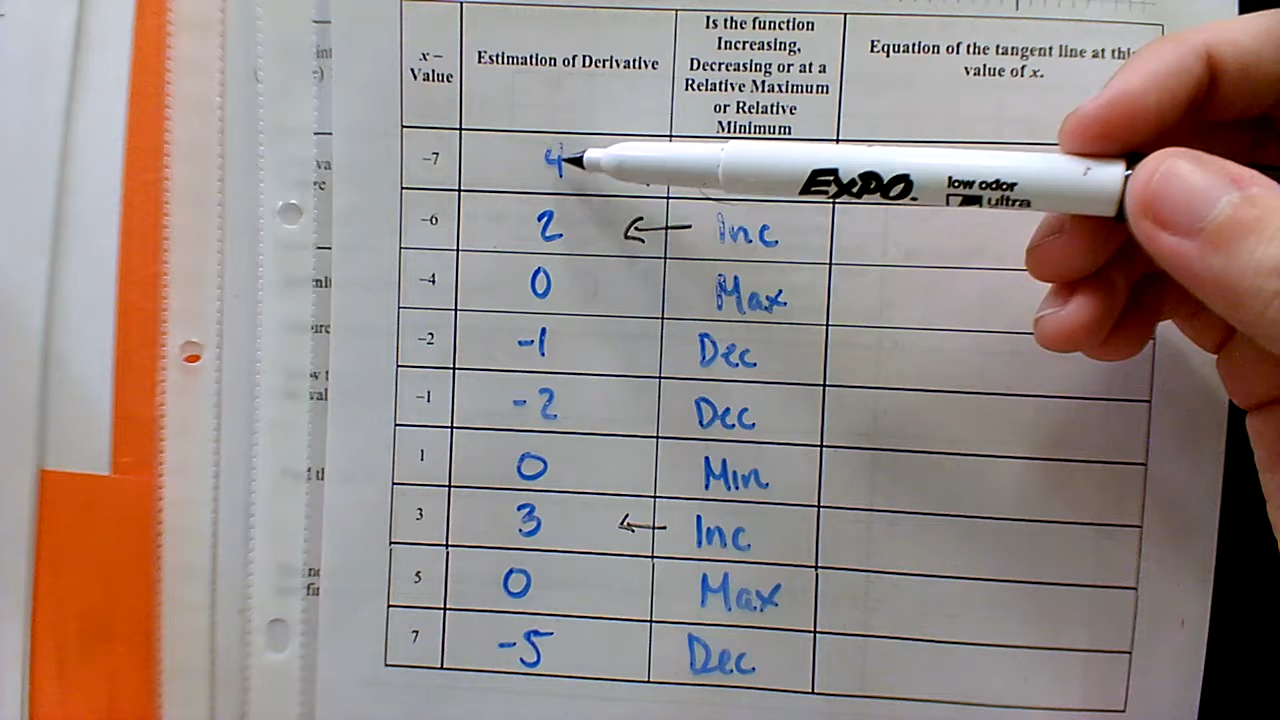 x –
Value
Estimation of Derivative
Is the function
Increasing,
Decreasing or at a
Relative Maximum
or Relative
Minimum
Equation of the tangent line at this
value of x.
–7
4
EXPO. low odor
ultra
–6
2
← Inc
–4
0
Max
–2
-1
Dec
–1
-2
Dec
1
0
Min
3
3
← Inc
5
0
Max
7
-5
Dec